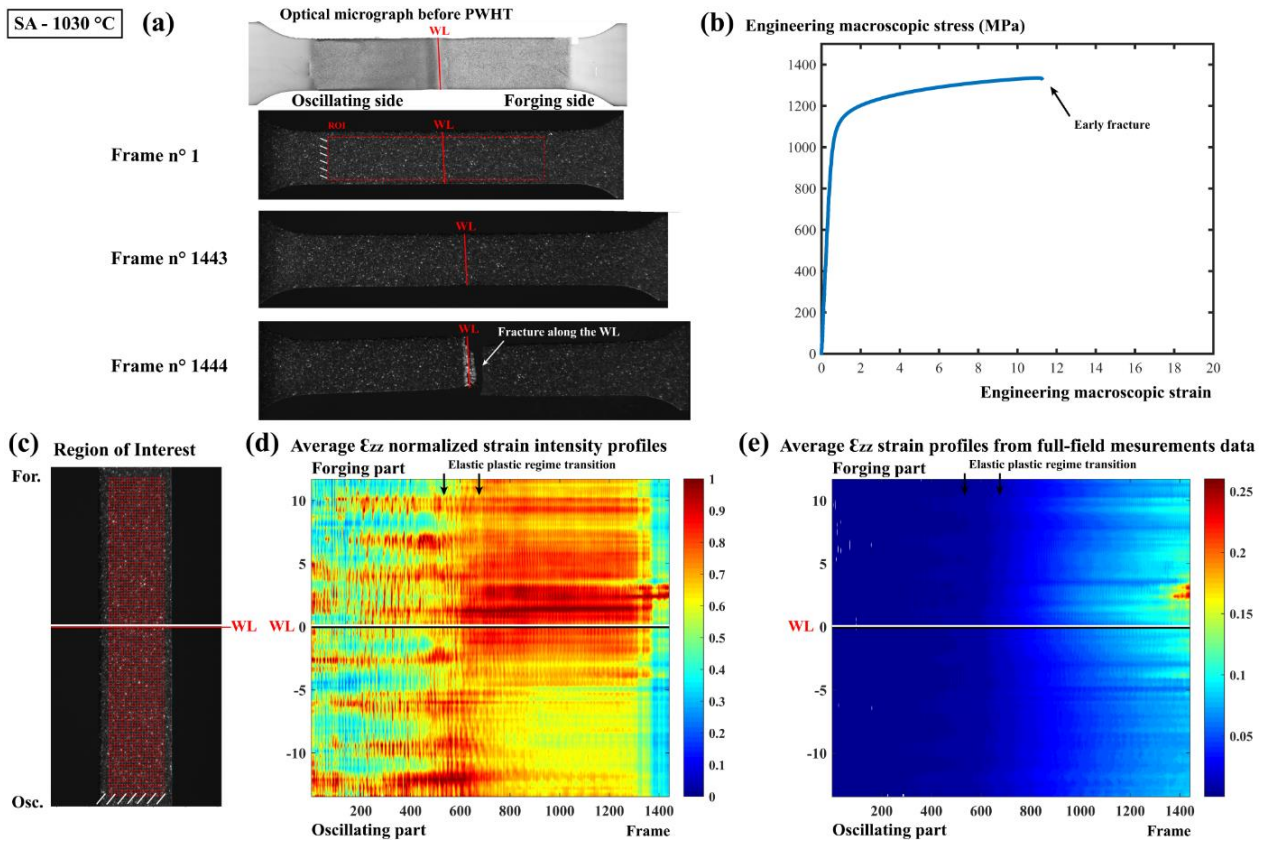 SA - 1030 °C
(a)
Optical micrograph before PWHT
WL
Oscillating side
Forging side
Frame n° 1
ROI
WL
Frame n° 1443
WL
Frame n° 1444
WL
Fracture along the WL
(b)
Engineering macroscopic stress (MPa)
1400
1200
1000
800
600
400
200
0
0
2
4
6
8
10
12
14
16
18
20
Early fracture
Engineering macroscopic strain
(c)
Region of Interest
For.
WL
Osc.
(d)
Average Ɛzz normalized strain intensity profiles
Forging part
Elastic plastic regime transition
10
5
WL
0
-5
-10
200
400
600
800
1000
1200
1400
Oscillating part
Frame
1
0.9
0.8
0.7
0.6
0.5
0.4
0.3
0.2
0.1
0
(e)
Average Ɛzz strain profiles from full-field mesurements data
Forging part
Elastic plastic regime transition
10
5
WL
0
-5
-10
200
400
600
800
1000
1200
1400
Oscillating part
Frame
0.25
0.2
0.15
0.1
0.05